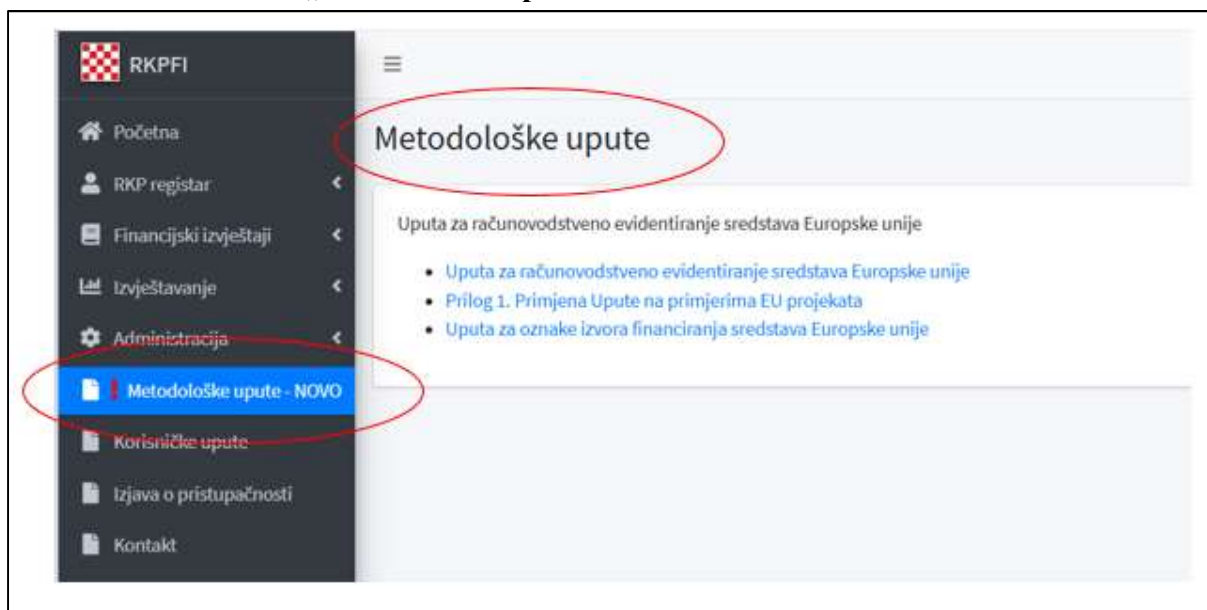 RKPFI
Početna
RKP registar
Financijski izvještaji
Izvještavanje
Administracija
Metodološke upute - NOVO
Korisničke upute
Izjava o pristupačnosti
Kontakt
Metodološke upute
Uputa za računovodstveno evidentiranje sredstava Europske unije
Uputa za računovodstveno evidentiranje sredstava Europske unije
Prilog 1. Primjena Upute na primjerima EU projekata
Uputa za oznake izvora financiranja sredstava Europske unije